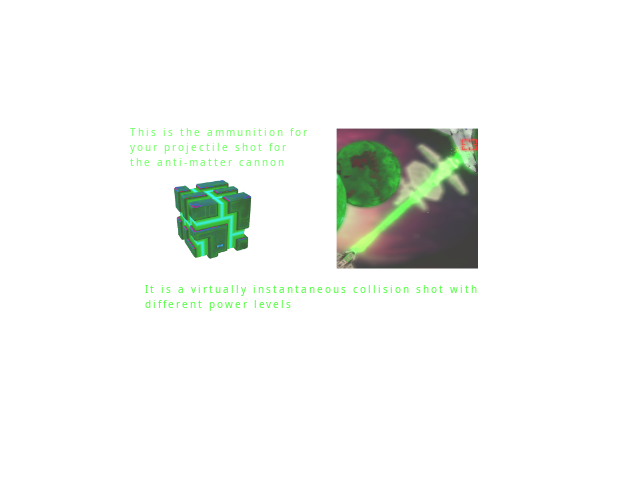 This is the ammunition for
your projectile shot for
the anti-matter cannon
It is a virtually instantaneous collision shot with
different power levels